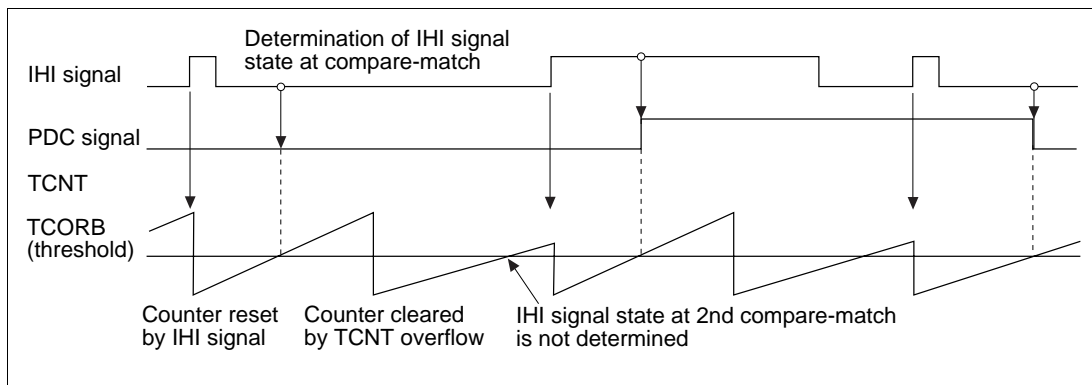 Determination of IHI signal
state at compare-match
IHI signal
PDC signal
TCNT
TCORB
(threshold)
Counter reset
by IHI signal
Counter cleared
by TCNT overflow
IHI signal state at 2nd compare-match
is not determined